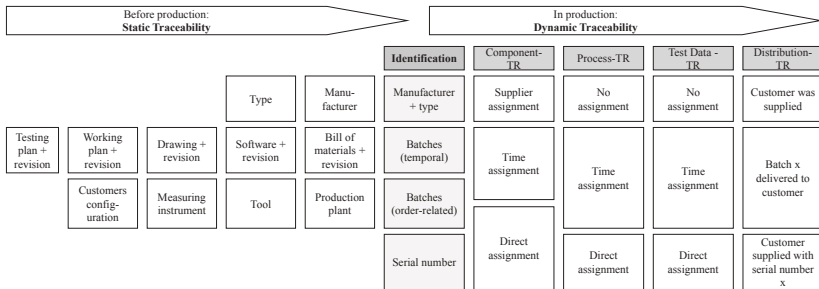 Before production:
Static Traceability
In production:
Dynamic Traceability
Identification
Component-
TR
Process-TR
Test Data -
TR
Distribution-
TR
Type
Manu-
facturer
Manufacturer
+ type
Supplier
assignment
No
assignment
No
assignment
Customer was
supplied
Testing
plan +
revision
Working
plan +
revision
Drawing +
revision
Software +
revision
Bill of
materials +
revision
Batches
(temporal)
Time
assignment
Time
assignment
Time
assignment
Batch x
delivered to
customer
Customers
config-
uration
Measuring
instrument
Tool
Production
plant
Batches
(order-related)
Direct
assignment
Serial number
Direct
assignment
Direct
assignment
Customer
supplied with
serial number
x